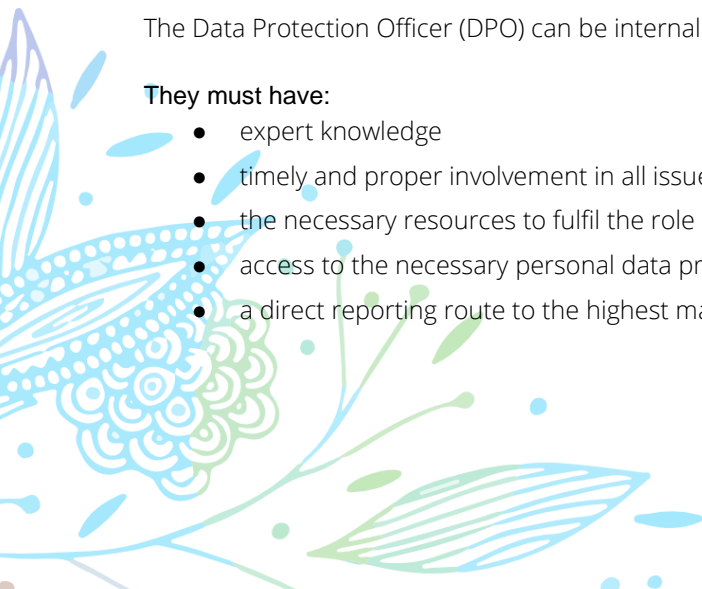 The Data Protection Officer (DPO) can be internal
They must have:
● expert knowledge
● timely and proper involvement in all
● the necessary resources to fulfil the role
● access to the necessary personal data
● a direct reporting route to the highest